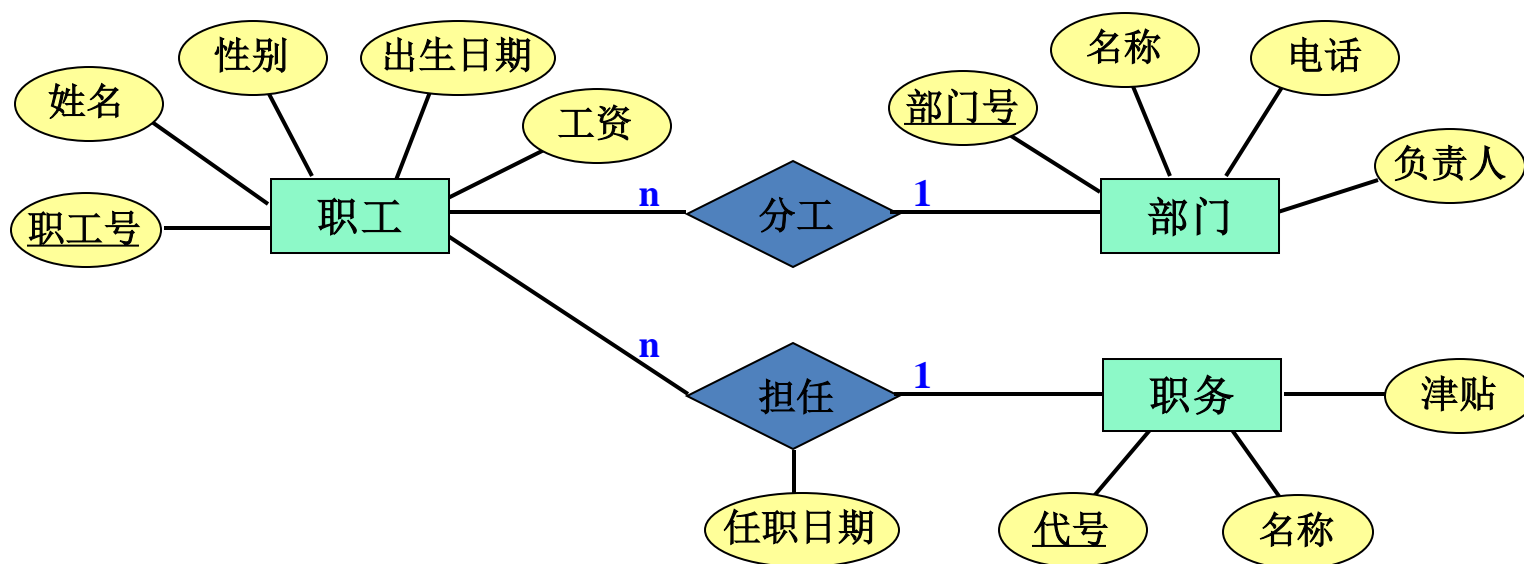 性别
出生日期
名称
电话
姓名
工资
部门号
负责人
职工号
职工
n
分工
1
部门
n
担任
1
职务
津贴
任职日期
代号
名称